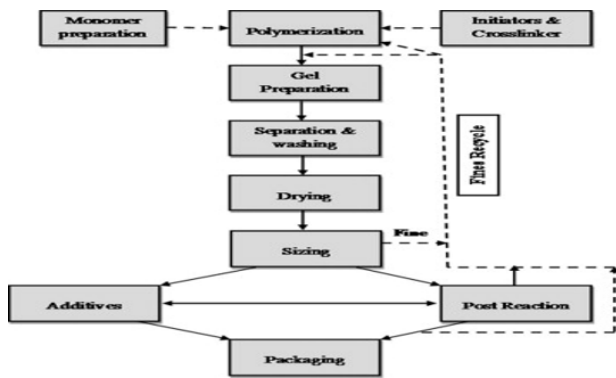 Monomer
preparation
Polymerization
Initiators &
Crosslinker
Gel
Preparation
Separation &
washing
Fines Recycle
Drying
Fine
Sizing
Additives
Post Reaction
Packaging